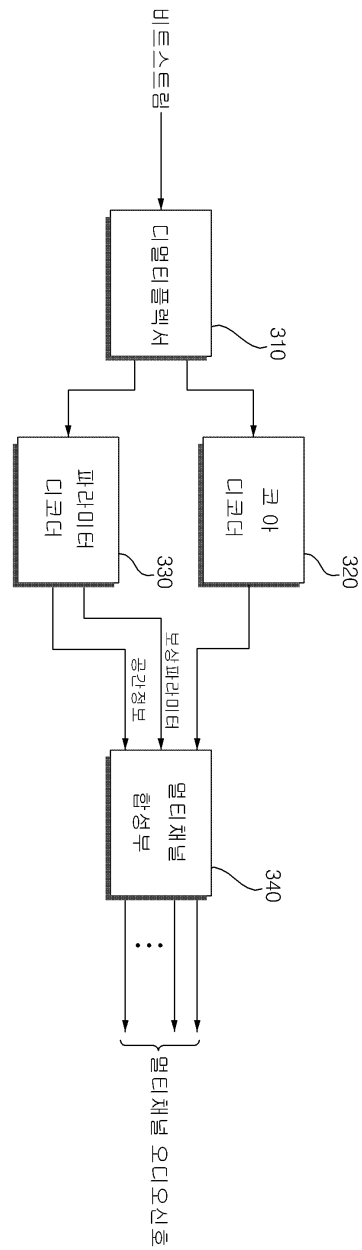 비트스트림
디멀티플렉서
310
코아
디코더
320
파라미터
디코더
330
보상파라미터
공간정보
멀티채널
합성부
340
멀티채널 오디오신호